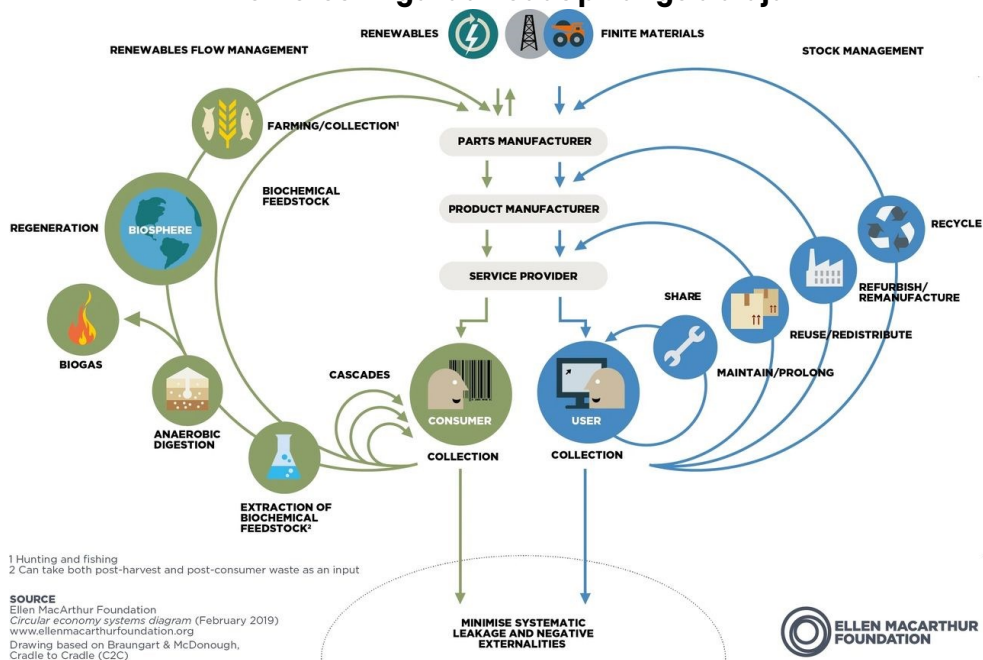 RENEWABLES
FINITE MATERIALS
RENEWABLES FLOW MANAGEMENT
STOCK MANAGEMENT
FARMING/COLLECTION¹
PARTS MANUFACTURER
BIOCHEMICAL
FEEDSTOCK
PRODUCT MANUFACTURER
REGENERATION
BIOSPHERE
RECYCLE
SERVICE PROVIDER
REFURBISH/
REMANUFACTURE
SHARE
REUSE/REDISTRIBUTE
BIOGAS
MAINTAIN/PROLONG
CASCADES
CONSUMER
USER
ANAEROBIC
DIGESTION
COLLECTION
COLLECTION
EXTRACTION OF
BIOCHEMICAL
FEEDSTOCK²
1 Hunting and fishing
2 Can take both post-harvest and post-consumer waste as an input
SOURCE
Ellen MacArthur Foundation
Circular economy systems diagram (February 2019)
www.ellenmacarthurfoundation.org
Drawing based on Braungart & McDonough,
Cradle to Cradle (C2C)
MINIMISE SYSTEMATIC
LEAKAGE AND NEGATIVE
EXTERNALITIES
ELLEN MACARTHUR
FOUNDATION